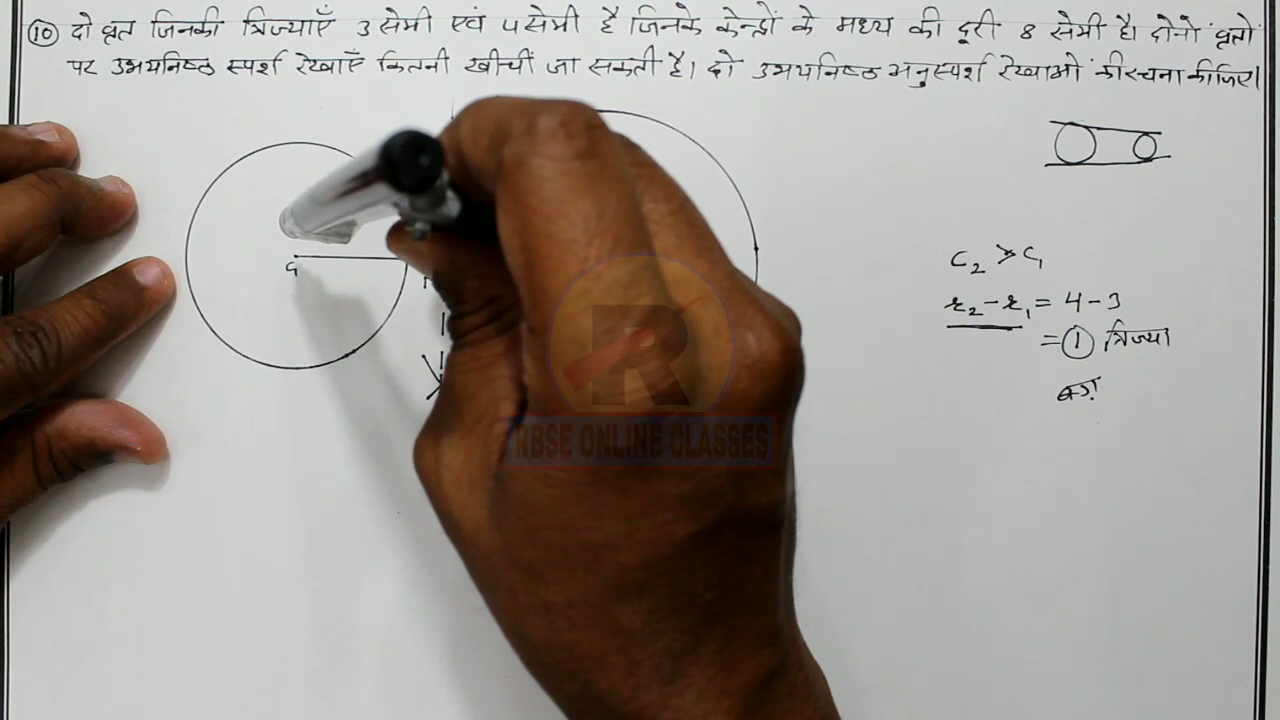 ⑩ दो वृत जिनकी त्रिज्याएँ 3 सेमी एवं 4 सेमी है जिनके केन्द्रों के मध्य की दूरी 8 सेमी है। दोनों वृतों
पर उभयनिष्ठ स्पर्श रेखाएँ कितनी खीचीं जा सकती है। दो उभयनिष्ठ अनुस्पर्श रेखाओं की रचना कीजिए।
C₁
C₂ > C₁
r₂ - r₁ = 4 - 3
= ① त्रिज्या
R
RBSE ONLINE CLASSES